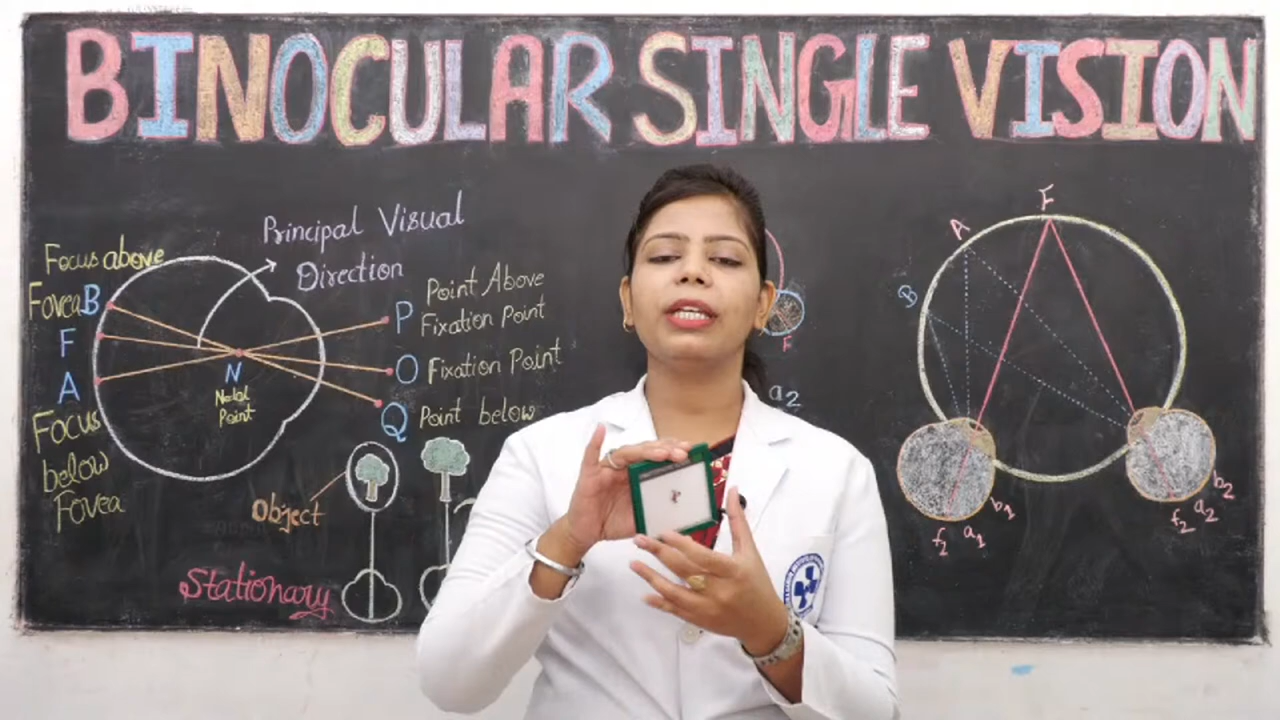 BINOCULAR SINGLE VISION
Principal Visual
Direction
Focus above
Fovea B
F
A
Focus
below
Fovea
N
Nodal
Point
P Point Above
Fixation Point
O Fixation Point
Q Point below
Object
Stationary
F
a2
F
A
B
f1 a1 b1
f2 a2 b2